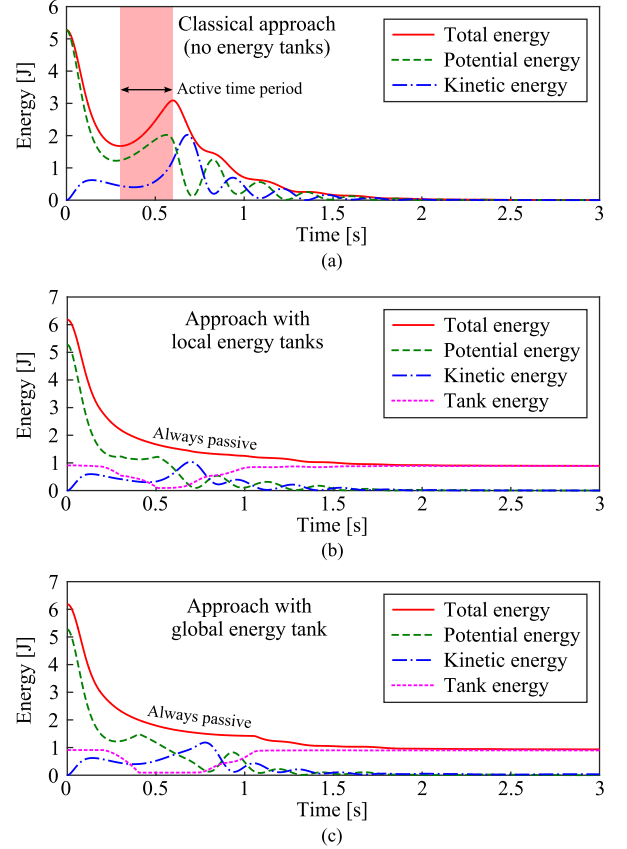 Classical approach
(no energy tanks)
Active time period
Total energy
Potential energy
Kinetic energy
Energy [J]
6
5
4
3
2
1
0
0 0.5 1 1.5 2 2.5 3
Time [s]
(a)
Approach with
local energy tanks
Always passive
Total energy
Potential energy
Kinetic energy
Tank energy
Energy [J]
7
6
5
4
3
2
1
0
0 0.5 1 1.5 2 2.5 3
Time [s]
(b)
Approach with
global energy tank
Always passive
Total energy
Potential energy
Kinetic energy
Tank energy
Energy [J]
7
6
5
4
3
2
1
0
0 0.5 1 1.5 2 2.5 3
Time [s]
(c)